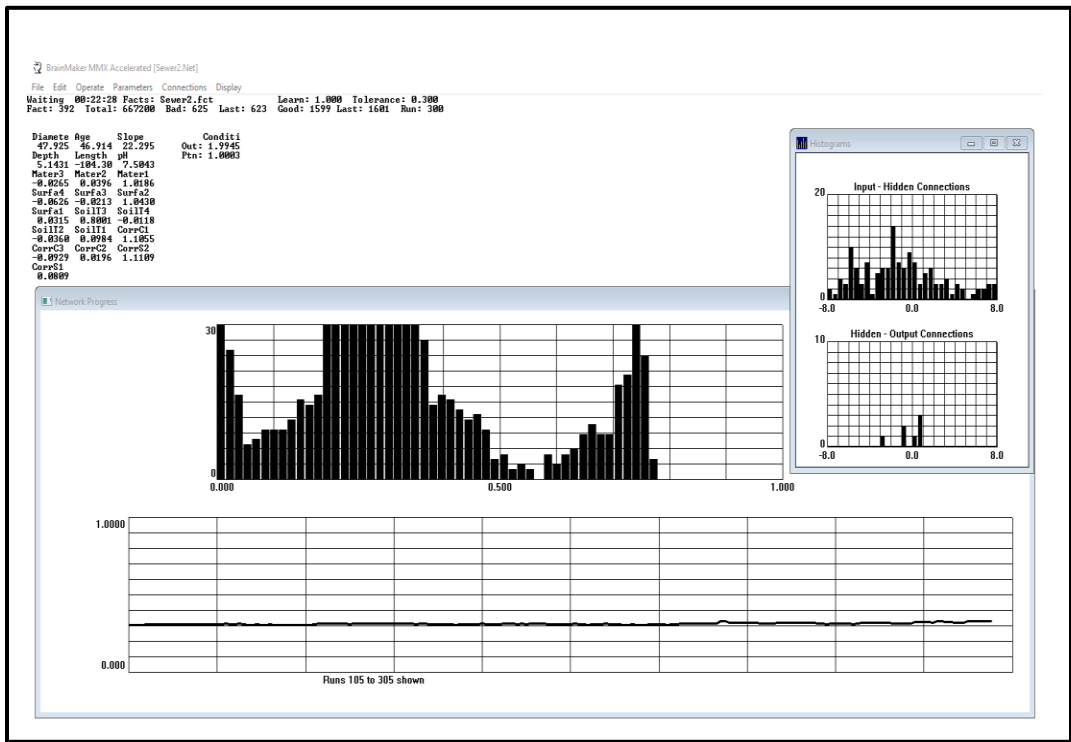 BrainMaker MMX Accelerated [Sewer2.Net]
File Edit Operate Parameters Connections Display
Waiting 00:22:28 Facts: Sewer2.fct Learn: 1.000 Tolerance: 0.300
Fact: 392 Total: 667200 Bad: 625 Last: 623 Good: 1599 Last: 1601 Run: 300
Diamete Age Slope Conditi
47.925 46.914 22.295 Out: 1.9945
Depth Length pH Ptn: 1.0003
5.1431 -104.30 7.5043
Mater3 Mater2 Mater1
-0.0265 0.0396 1.0186
Surfa4 Surfa3 Surfa2
-0.0626 -0.0213 1.0430
Surfa1 SoilT3 SoilT4
0.0315 0.8001 -0.0118
SoilT2 SoilT1 CorrC1
-0.0360 0.0984 1.1055
CorrC3 CorrC2 CorrS2
-0.0929 0.0196 1.1109
CorrS1
0.0809
Histograms
Input - Hidden Connections
20
0
-8.0 0.0 8.0
Hidden - Output Connections
10
0
-8.0 0.0 8.0
Network Progress
30
0
0.000 0.500 1.000
1.0000
0.000
Runs 105 to 305 shown